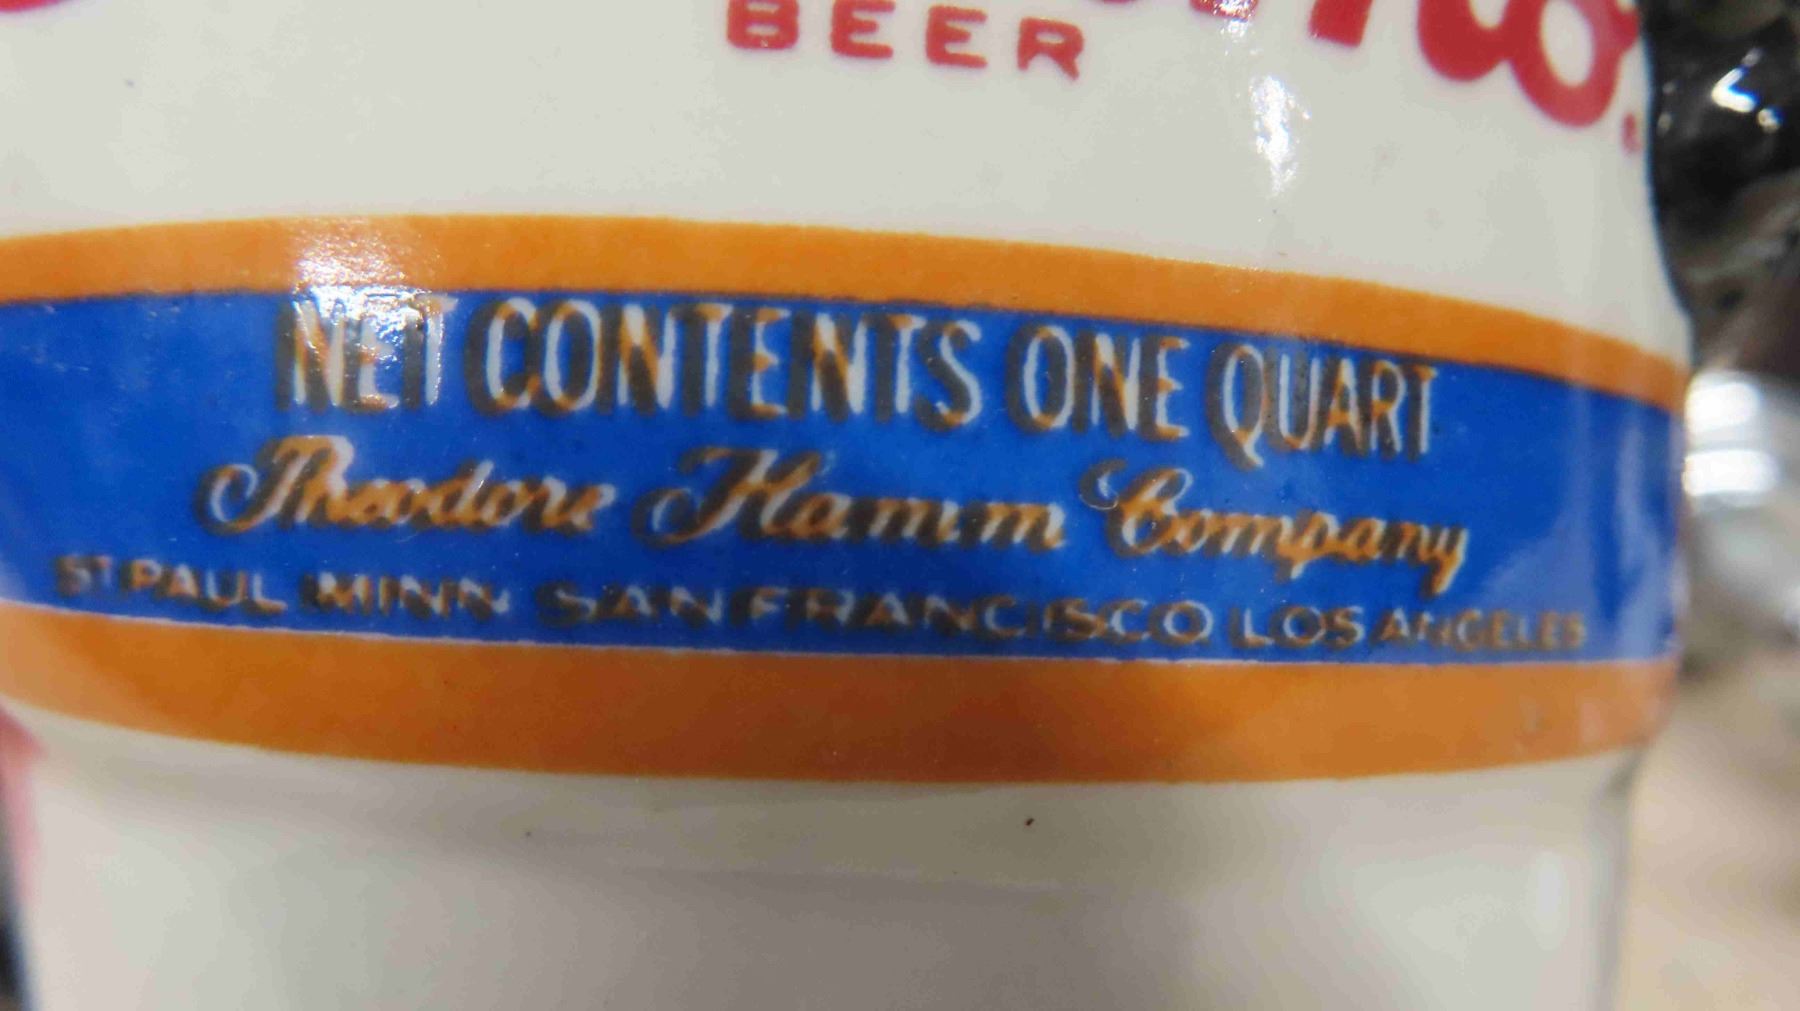 BEER
NET CONTENTS ONE QUART
Theodore Hamm Company
ST PAUL MINN SAN FRANCISCO LOS ANGELES